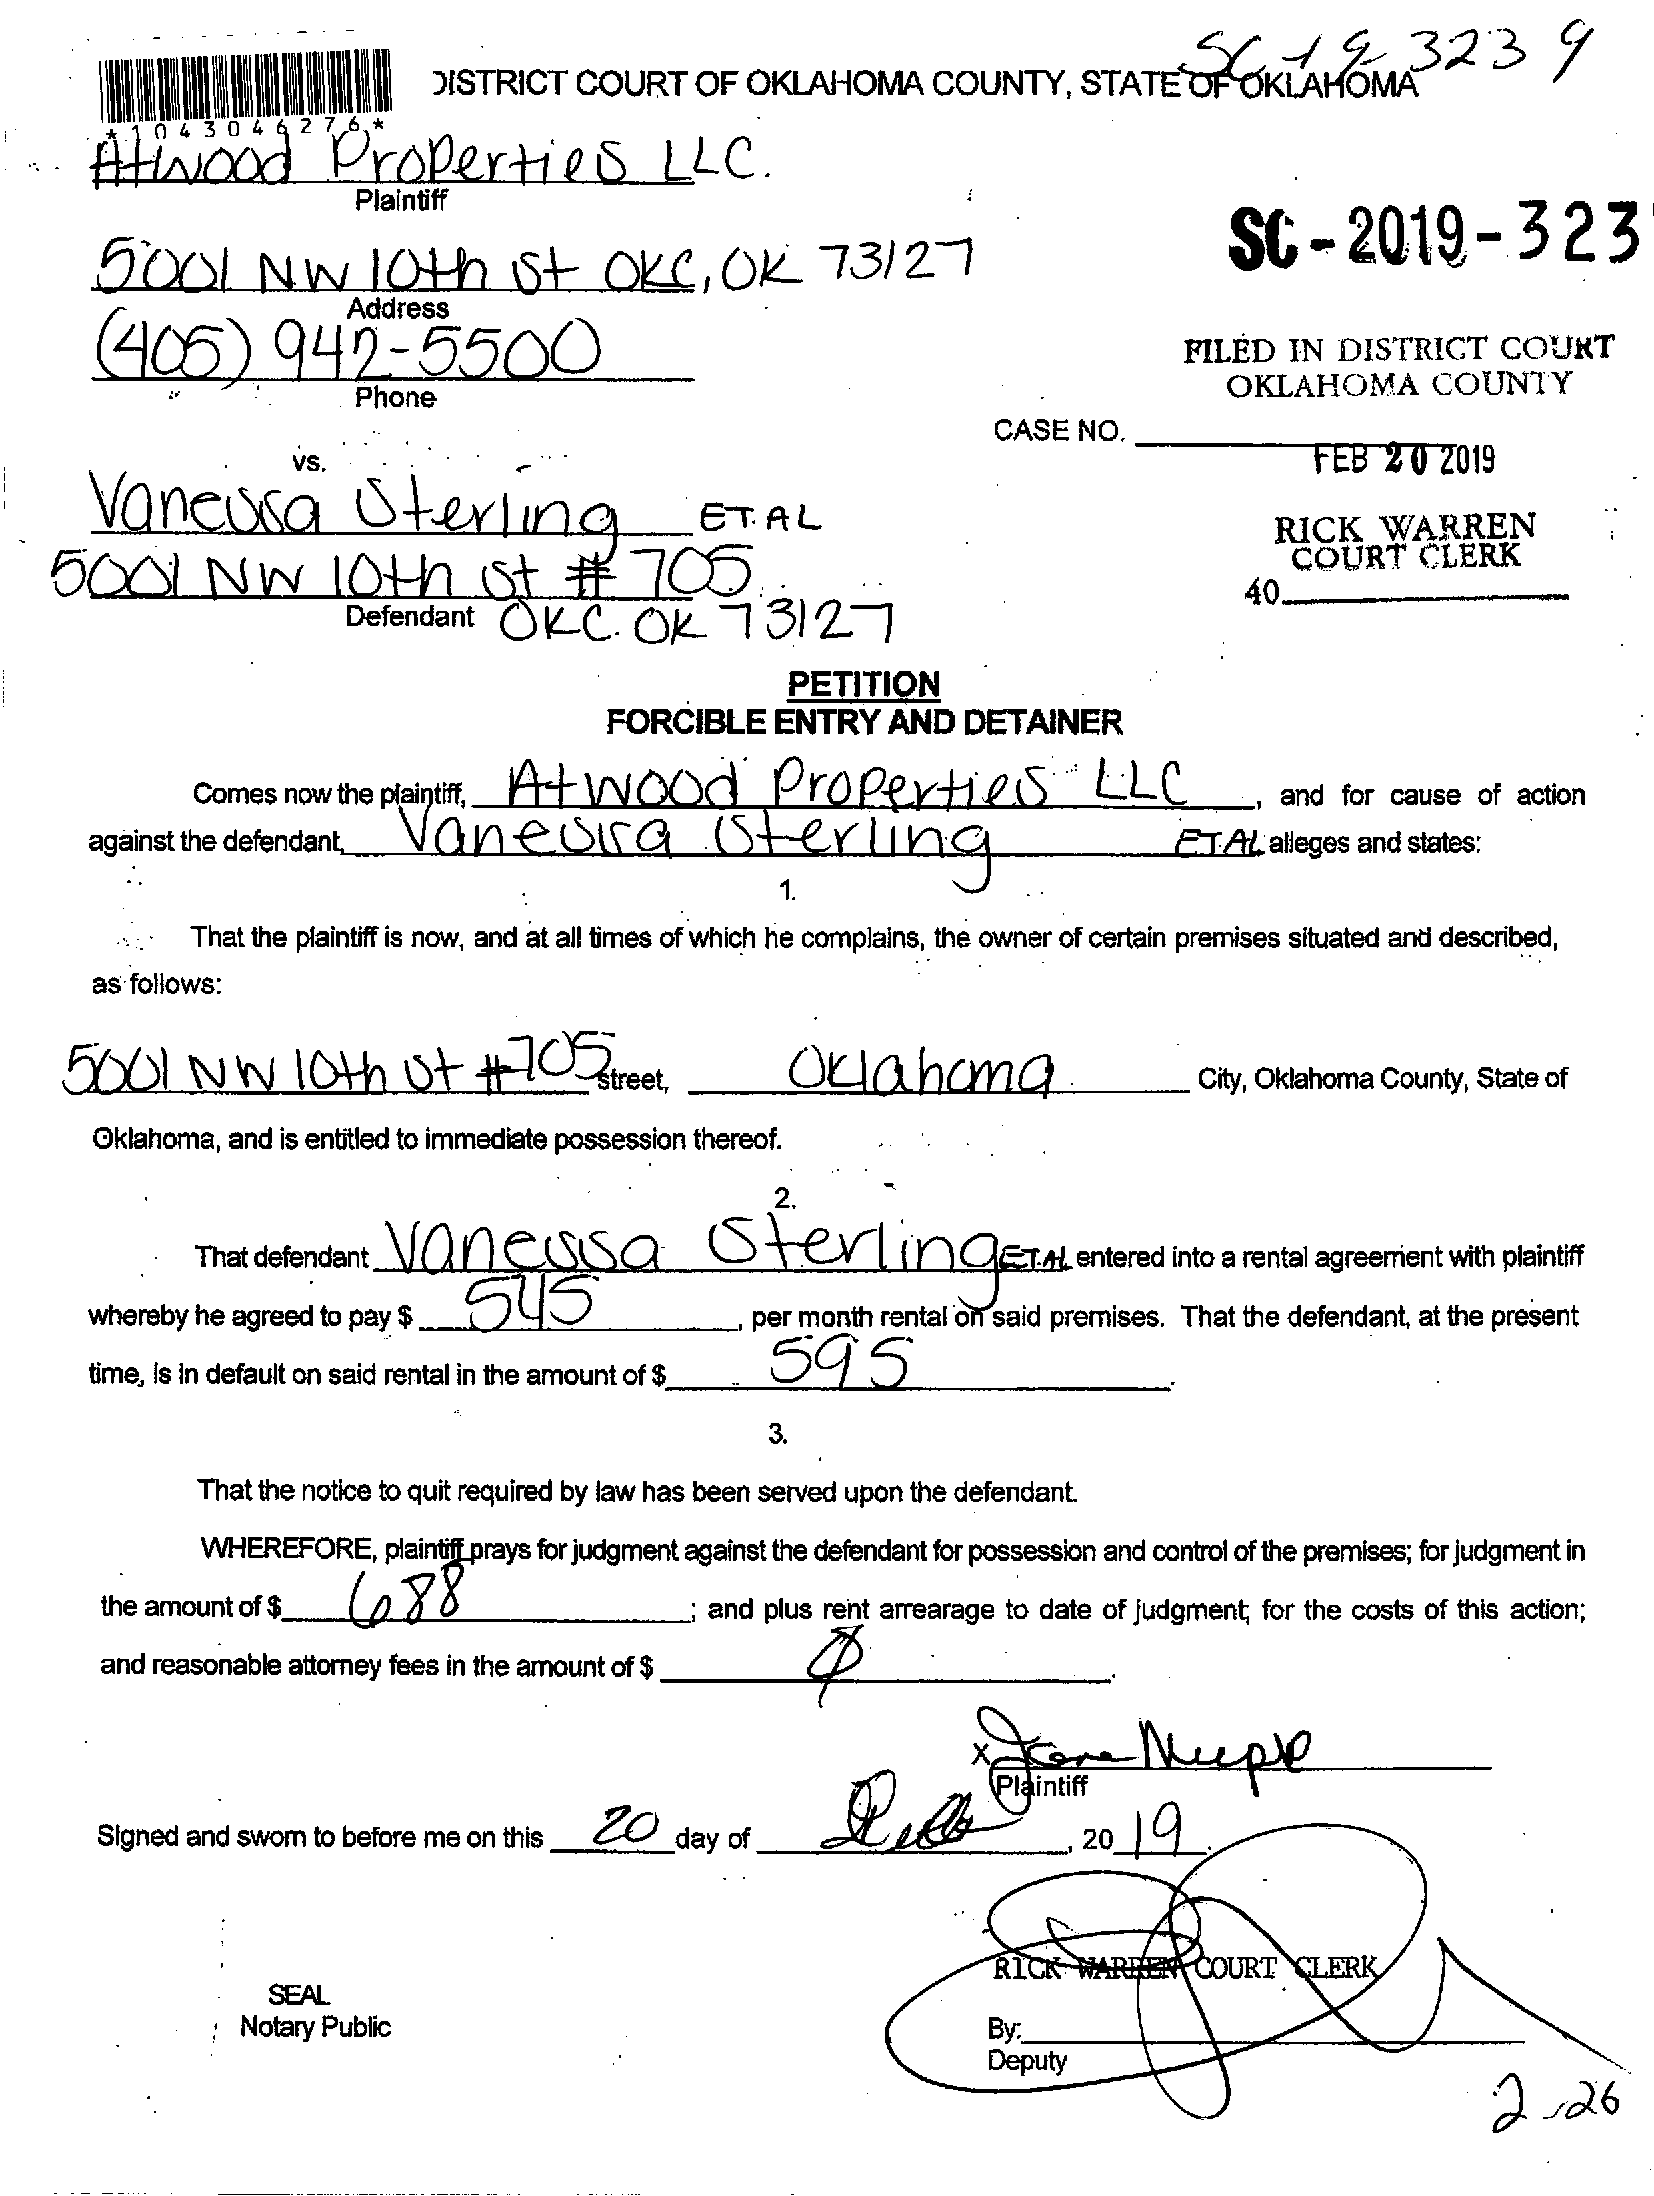 SC-19-3239
DISTRICT COURT OF OKLAHOMA COUNTY, STATE OF OKLAHOMA
*1043046276*
Atwood Properties LLC.
Plaintiff
SC-2019-323
5001 NW 10th St OKC, OK 73127
Address
(405) 942-5500
Phone
FILED IN DISTRICT COURT
OKLAHOMA COUNTY
CASE NO.
FEB 20 2019
vs.
Vanessa Sterling ET.AL
RICK WARREN
COURT CLERK
5001 NW 10th St # 705
40
Defendant OKC. OK 73127
PETITION
FORCIBLE ENTRY AND DETAINER
Comes now the plaintiff, Atwood Properties LLC, and for cause of action
against the defendant, Vanessa Sterling ET.AL alleges and states:
1.
That the plaintiff is now, and at all times of which he complains, the owner of certain premises situated and described,
as follows:
5001 NW 10th St #705 street, Oklahoma City, Oklahoma County, State of
Oklahoma, and is entitled to immediate possession thereof.
2.
That defendant Vanessa Sterling ET.AL entered into a rental agreement with plaintiff
whereby he agreed to pay $ 545, per month rental on said premises. That the defendant, at the present
time, is in default on said rental in the amount of $ 595.
3.
That the notice to quit required by law has been served upon the defendant.
WHEREFORE, plaintiff prays for judgment against the defendant for possession and control of the premises; for judgment in
the amount of $ 688; and plus rent arrearage to date of judgment; for the costs of this action;
and reasonable attorney fees in the amount of $
x
Plaintiff
Signed and sworn to before me on this 20 day of Feb, 20 19.
RICK WARREN COURT CLERK
SEAL
Notary Public
By:
Deputy
2-26